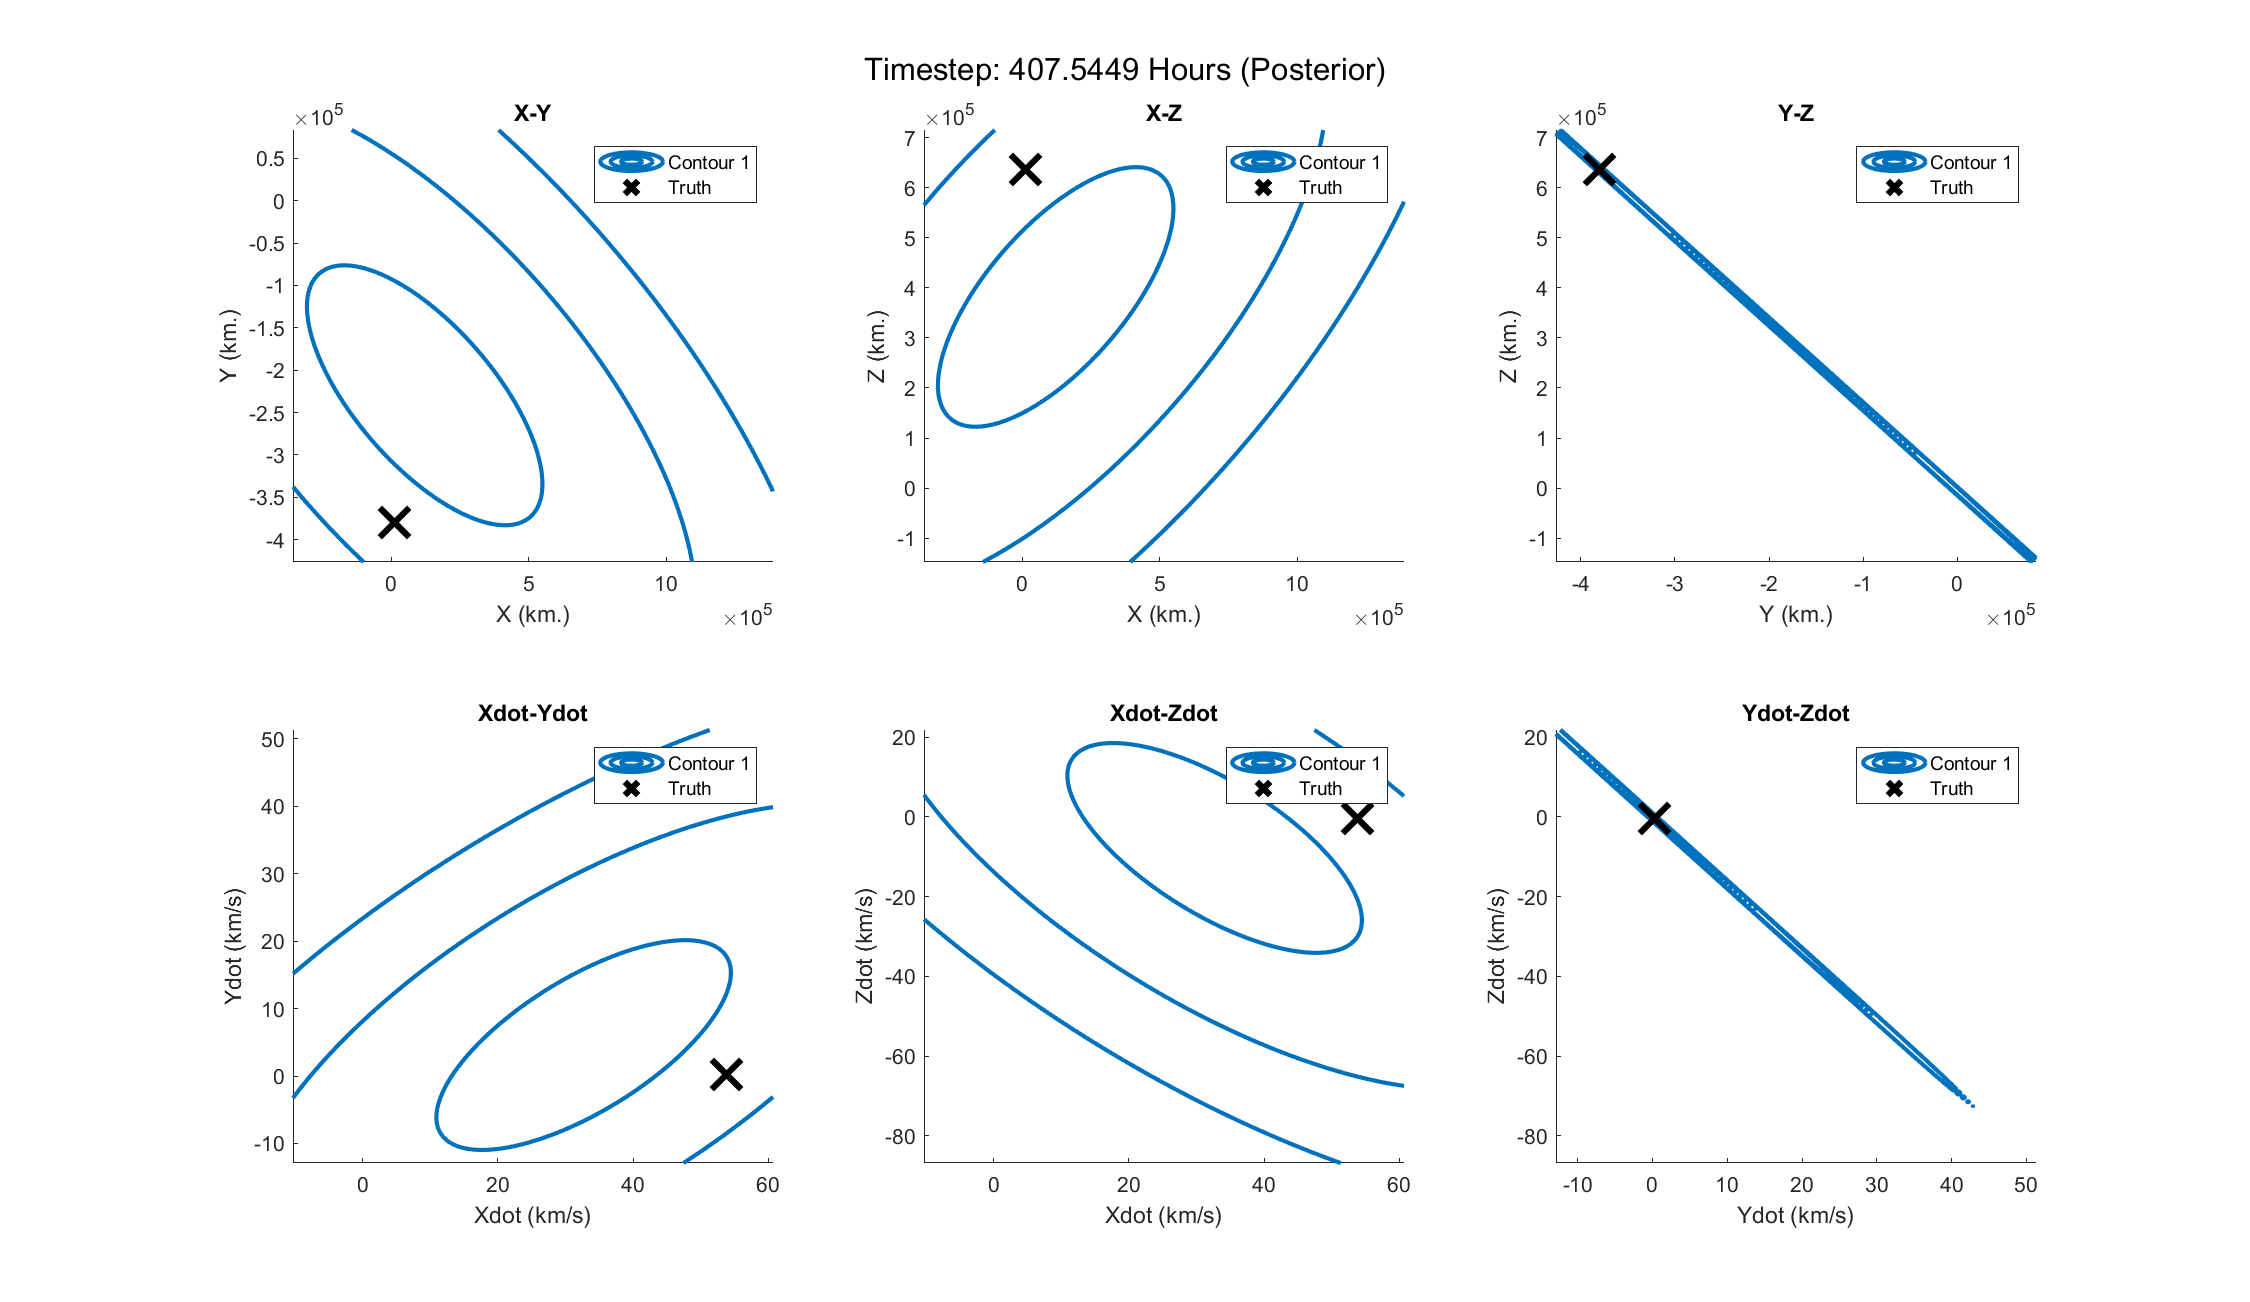 Timestep: 407.5449 Hours (Posterior)
X-Y
×10^5
0.5
0
-0.5
-1
-1.5
-2
-2.5
-3
-3.5
-4
Y (km.)
0 5 10
X (km.)
×10^5
Contour 1
Truth
X-Z
×10^5
7
6
5
4
3
2
1
0
-1
Z (km.)
0 5 10
X (km.)
×10^5
Contour 1
Truth
Y-Z
×10^5
7
6
5
4
3
2
1
0
-1
Z (km.)
-4 -3 -2 -1 0
Y (km.)
×10^5
Contour 1
Truth
Xdot-Ydot
50
40
30
20
10
0
-10
Ydot (km/s)
0 20 40 60
Xdot (km/s)
Contour 1
Truth
Xdot-Zdot
20
0
-20
-40
-60
-80
Zdot (km/s)
0 20 40 60
Xdot (km/s)
Contour 1
Truth
Ydot-Zdot
20
0
-20
-40
-60
-80
Zdot (km/s)
-10 0 10 20 30 40 50
Ydot (km/s)
Contour 1
Truth